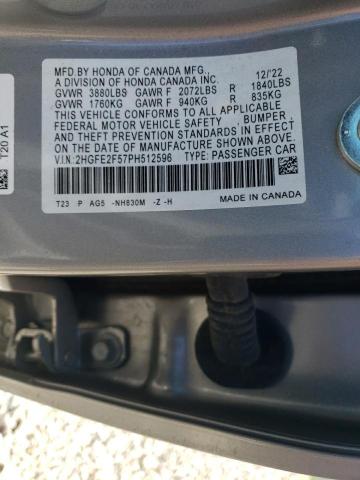 MFD. BY HONDA OF CANADA MFG., 12/'22
A DIVISION OF HONDA CANADA INC.
GVWR 3880LBS GAWR F 2072LBS R 1840LBS
GVWR 1760KG GAWR F 940KG R 835KG
THIS VEHICLE CONFORMS TO ALL APPLICABLE
FEDERAL MOTOR VEHICLE SAFETY , BUMPER ,
AND THEFT PREVENTION STANDARDS IN EFFECT ON
THE DATE OF MANUFACTURE SHOWN ABOVE.
V.I.N:2HGFE2F57PH512596 TYPE: PASSENGER CAR
T23 P AG5 -NH830M -Z -H
MADE IN CANADA
T20 A1